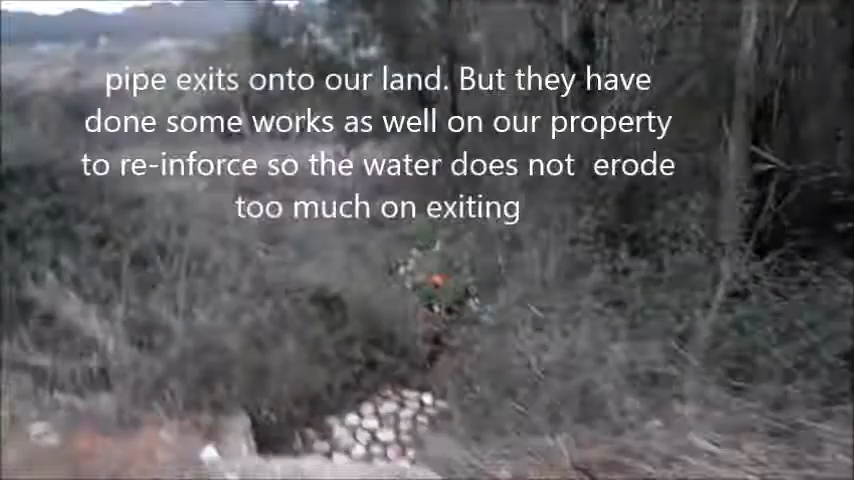 pipe exits onto our land. But they have
done some works as well on our property
to re-inforce so the water does not erode
too much on exiting